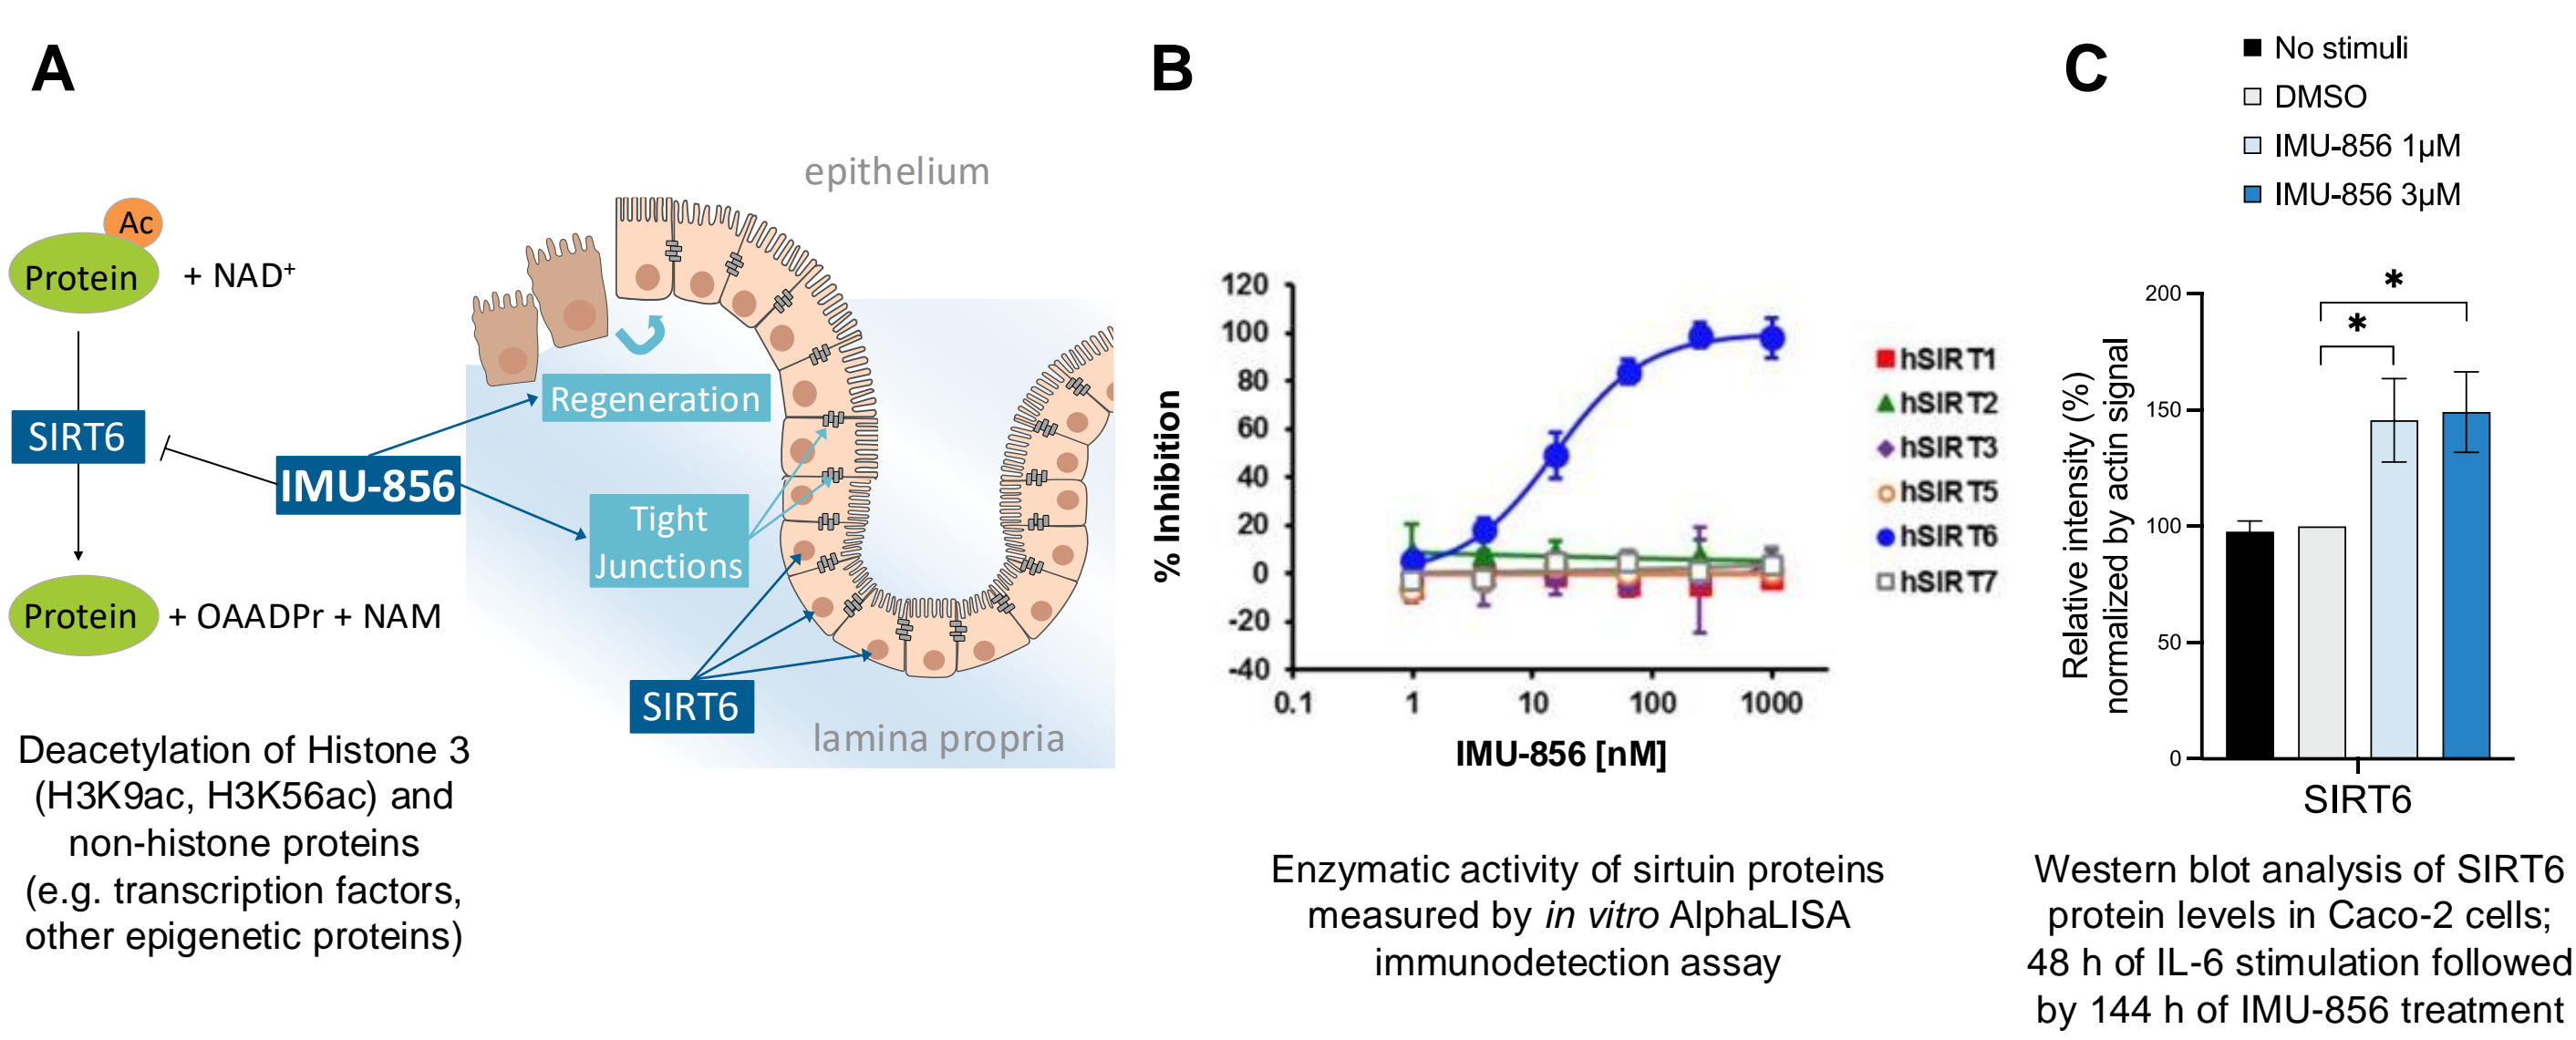 A
epithelium
Ac
Protein
+ NAD⁺
Regeneration
SIRT6
IMU-856
Tight
Junctions
Protein
+ OAADPr + NAM
SIRT6
lamina propria
Deacetylation of Histone 3
(H3K9ac, H3K56ac) and
non-histone proteins
(e.g. transcription factors,
other epigenetic proteins)
B
% Inhibition
120
100
80
60
40
20
0
-20
-40
0.1 1 10 100 1000
IMU-856 [nM]
hSIRT1
hSIRT2
hSIRT3
hSIRT5
hSIRT6
hSIRT7
Enzymatic activity of sirtuin proteins
measured by in vitro AlphaLISA
immunodetection assay
C
No stimuli
DMSO
IMU-856 1µM
IMU-856 3µM
Relative intensity (%)
normalized by actin signal
200
150
100
50
0
*
*
SIRT6
Western blot analysis of SIRT6
protein levels in Caco-2 cells;
48 h of IL-6 stimulation followed
by 144 h of IMU-856 treatment